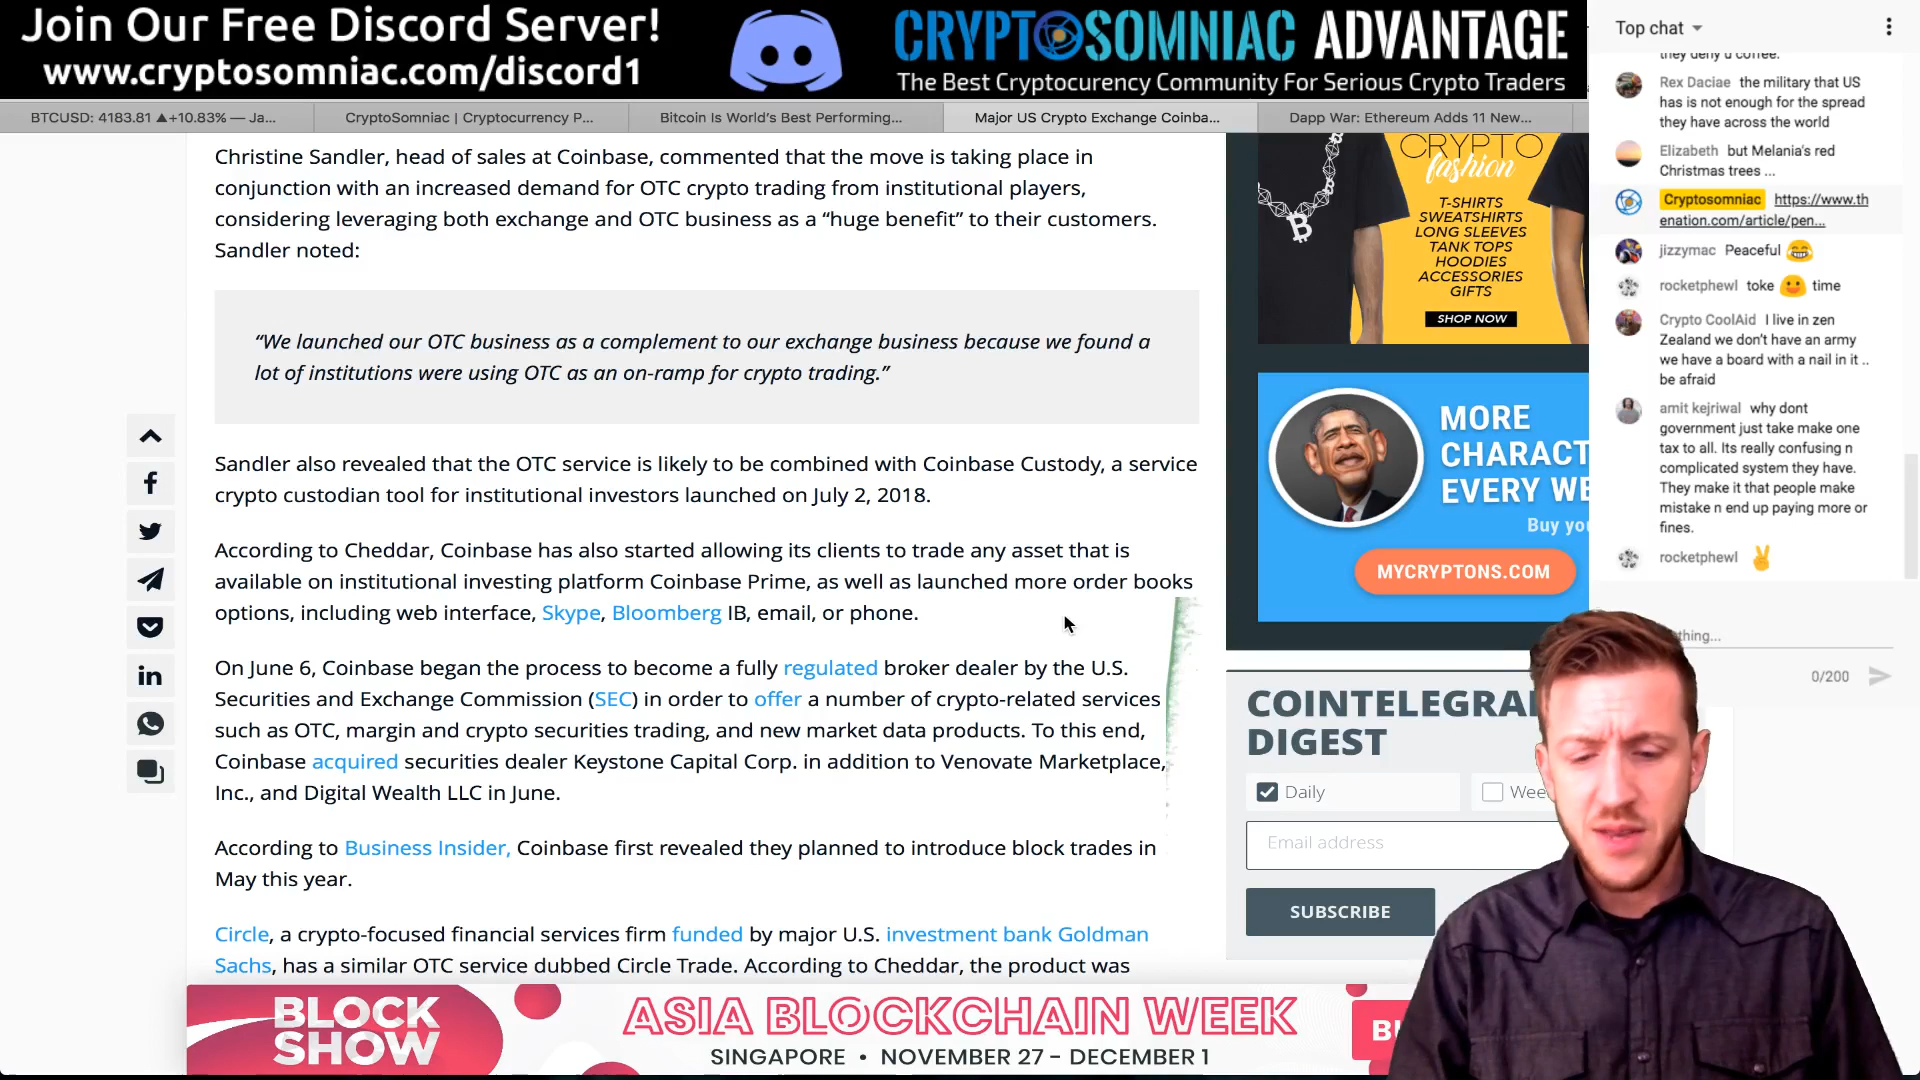 Join Our Free Discord Server!
www.cryptosomniac.com/discord1
CRYPTOSOMNIAC ADVANTAGE
The Best Cryptocurency Community For Serious Crypto Traders
BTCUSD: 4183.81 ▲+10.83% — Ja...
CryptoSomniac | Cryptocurrency P...
Bitcoin Is World's Best Performing...
Major US Crypto Exchange Coinba...
Dapp War: Ethereum Adds 11 New...
Christine Sandler, head of sales at Coinbase, commented that the move is taking place in
conjunction with an increased demand for OTC crypto trading from institutional players,
considering leveraging both exchange and OTC business as a “huge benefit” to their customers.
Sandler noted:
“We launched our OTC business as a complement to our exchange business because we found a
lot of institutions were using OTC as an on-ramp for crypto trading.”
Sandler also revealed that the OTC service is likely to be combined with Coinbase Custody, a service
crypto custodian tool for institutional investors launched on July 2, 2018.
According to Cheddar, Coinbase has also started allowing its clients to trade any asset that is
available on institutional investing platform Coinbase Prime, as well as launched more order books
options, including web interface, Skype, Bloomberg IB, email, or phone.
On June 6, Coinbase began the process to become a fully regulated broker dealer by the U.S.
Securities and Exchange Commission (SEC) in order to offer a number of crypto-related services
such as OTC, margin and crypto securities trading, and new market data products. To this end,
Coinbase acquired securities dealer Keystone Capital Corp. in addition to Venovate Marketplace,
Inc., and Digital Wealth LLC in June.
According to Business Insider, Coinbase first revealed they planned to introduce block trades in
May this year.
Circle, a crypto-focused financial services firm funded by major U.S. investment bank Goldman
Sachs, has a similar OTC service dubbed Circle Trade. According to Cheddar, the product was
BLOCK
SHOW
ASIA BLOCKCHAIN WEEK
SINGAPORE • NOVEMBER 27 - DECEMBER 1
CRYPTO
fashion
T-SHIRTS
SWEATSHIRTS
LONG SLEEVES
TANK TOPS
HOODIES
ACCESSORIES
GIFTS
SHOP NOW
MORE
CHARACT
EVERY WE
Buy you
MYCRYPTONS.COM
COINTELEGRA
DIGEST
Daily
Wee
Email address
SUBSCRIBE
Top chat
they deny u coffee.
Rex Daciae the military that US
has is not enough for the spread
they have across the world
Elizabeth but Melania's red
Christmas trees ...
Cryptosomniac https://www.th
enation.com/article/pen...
jizzymac Peaceful 😂
rocketphewl toke 😛 time
Crypto CoolAid I live in zen
Zealand we don't have an army
we have a board with a nail in it ..
be afraid
amit kejriwal why dont
government just take make one
tax to all. Its really confusing n
complicated system they have.
They make it that people make
mistake n end up paying more or
fines.
rocketphewl ✌
thing...
0/200